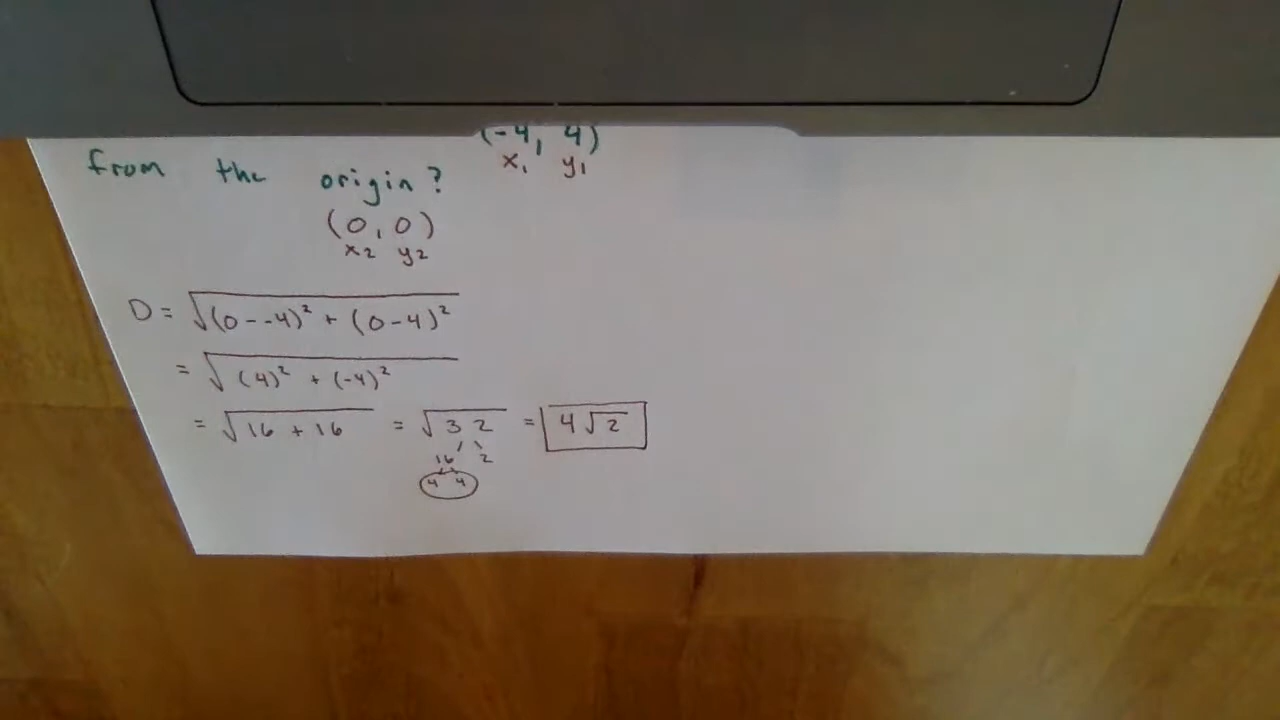 (-4, 4)
from the origin?
x₁ y₁
(0, 0)
x₂ y₂
D = √((0--4)² + (0-4)²)
= √((4)² + (-4)²)
= √(16 + 16) = √(32) = 4√2
16 2
4 4